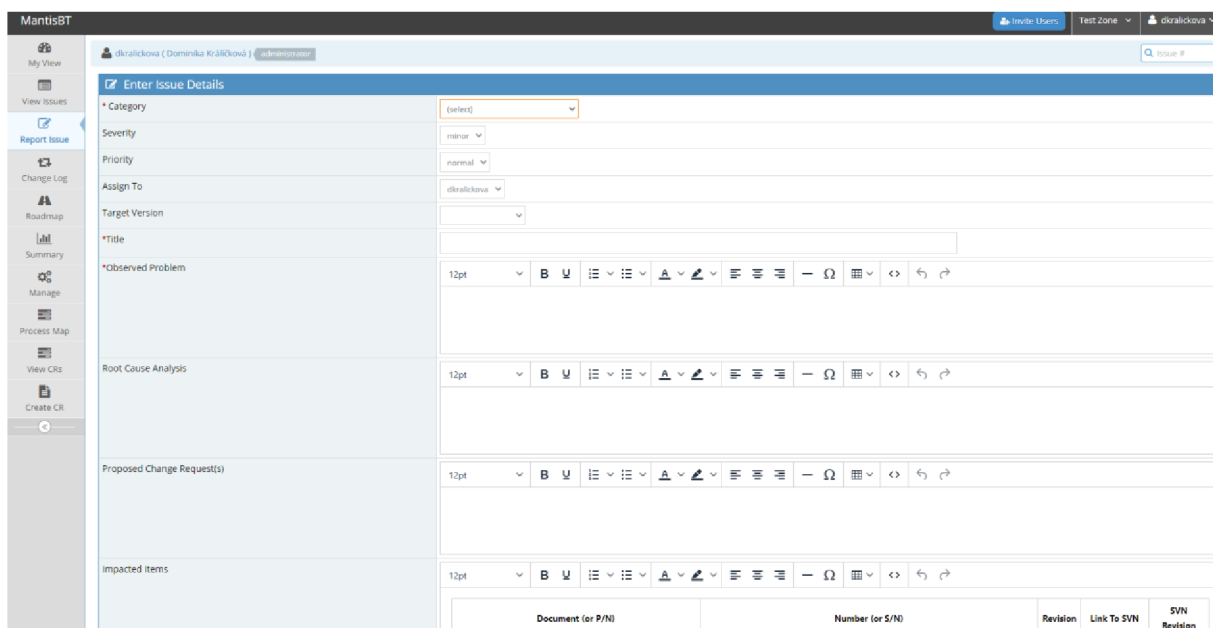 MantisBT
Invite Users
Test Zone
dkralickova
My View
dkralickova ( Dominika Králíčková )
administrator
Issue #
View Issues
Enter Issue Details
* Category
(select)
Report Issue
Severity
minor
Priority
normal
Change Log
Assign To
dkralickova
Roadmap
Target Version
*Title
Summary
*Observed Problem
12pt
B U A Ω <>
Manage
Process Map
View CRs
Root Cause Analysis
12pt
B U A Ω <>
Create CR
Proposed Change Request(s)
12pt
B U A Ω <>
Impacted Items
12pt
B U A Ω <>
Document (or P/N)
Number (or S/N)
Revision
Link To SVN
SVN
Revision